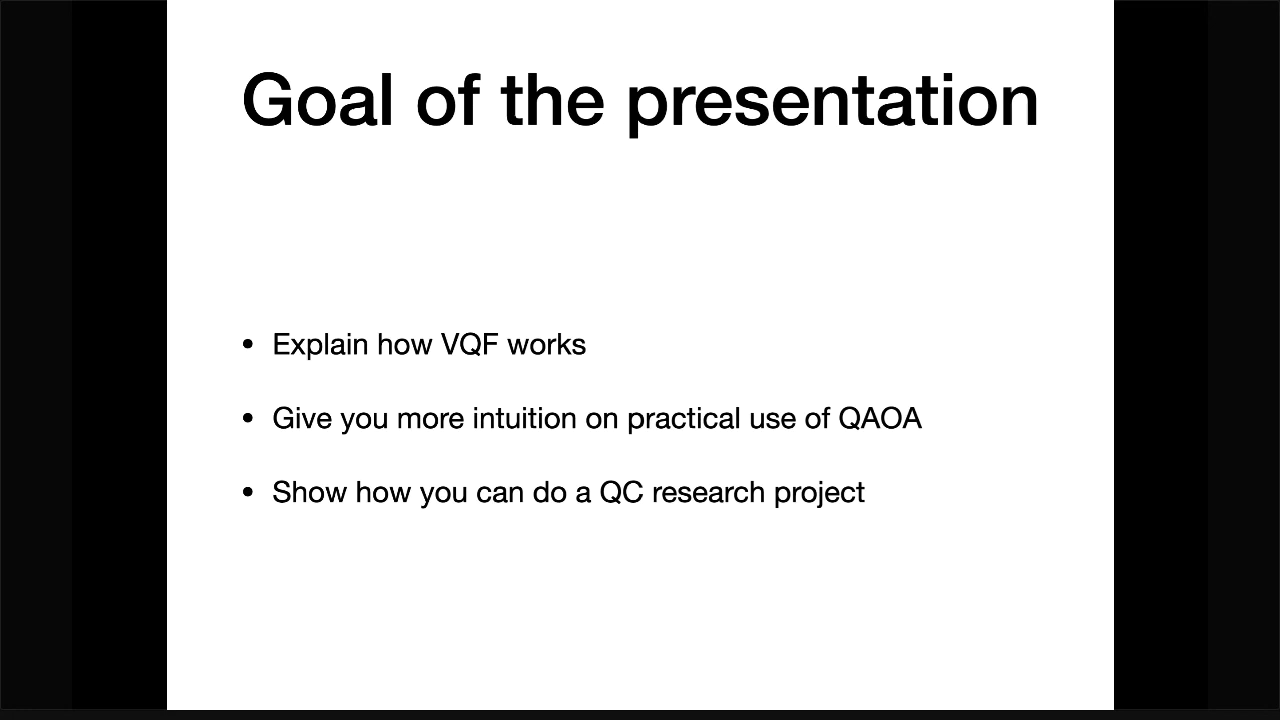 Goal of the presentation
• Explain how VQF works
• Give you more intuition on practical use of QAOA
• Show how you can do a QC research project